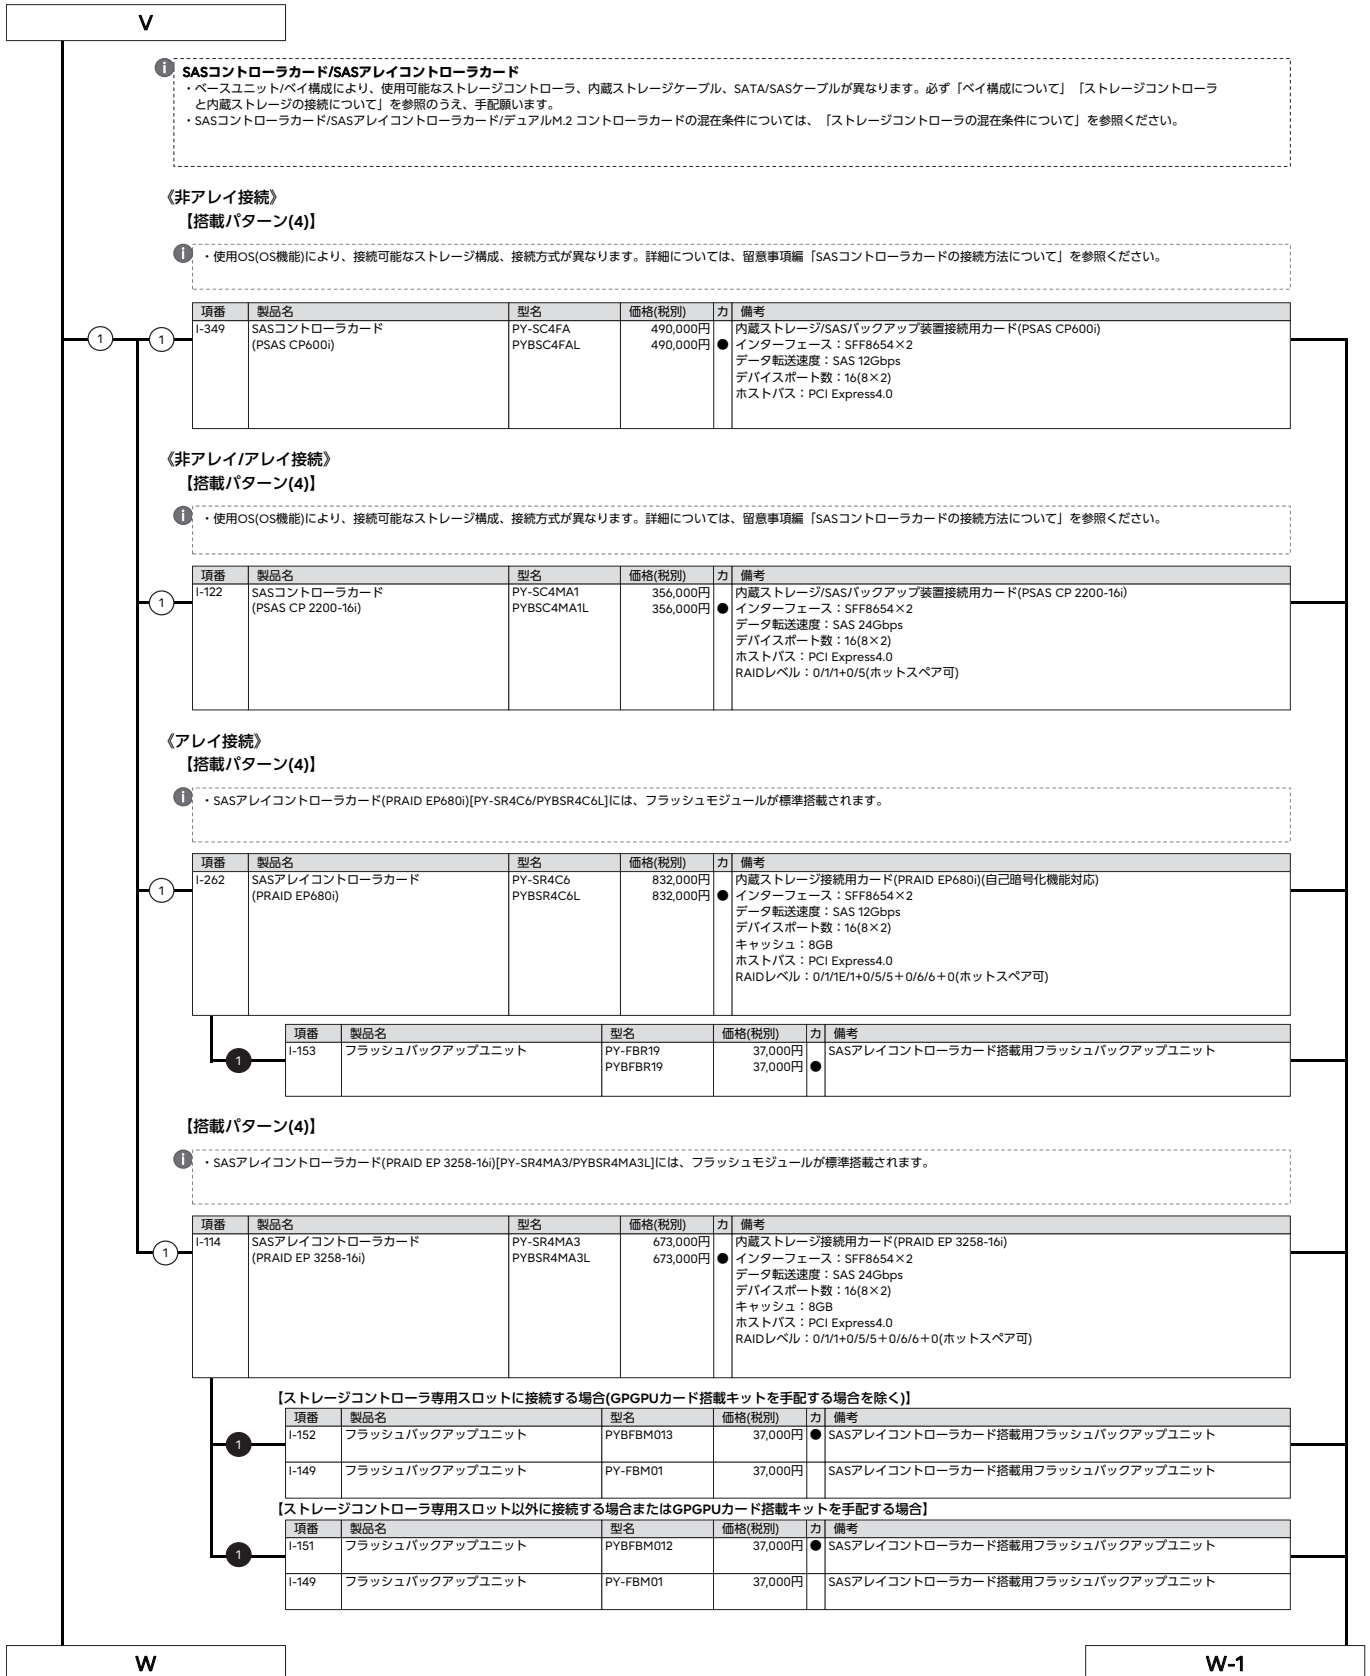 V
SASコントローラカード/SASアレイコントローラカード
・ベースユニット/ベイ構成により、使用可能なストレージコントローラ、内蔵ストレージケーブル、SATA/SASケーブルが異なります。必ず「ベイ構成について」「ストレージコントローラ
と内蔵ストレージの接続について」を参照のうえ、手配願います。
・SASコントローラカード/SASアレイコントローラカード/デュアルM.2 コントローラカードの混在条件については、「ストレージコントローラの混在条件について」を参照ください。
《非アレイ接続》
【搭載パターン(4)】
・使用OS(OS機能)により、接続可能なストレージ構成、接続方式が異なります。詳細については、留意事項編「SASコントローラカードの接続方法について」を参照ください。
項番 製品名 型名 価格(税別) カ 備考
1 1 I-349 SASコントローラカード PY-SC4FA 490,000円 内蔵ストレージ/SASバックアップ装置接続用カード(PSAS CP600i)
(PSAS CP600i) PYBSC4FAL 490,000円 ● インターフェース：SFF8654×2
データ転送速度：SAS 12Gbps
デバイスポート数：16(8×2)
ホストバス：PCI Express4.0
《非アレイ/アレイ接続》
【搭載パターン(4)】
・使用OS(OS機能)により、接続可能なストレージ構成、接続方式が異なります。詳細については、留意事項編「SASコントローラカードの接続方法について」を参照ください。
項番 製品名 型名 価格(税別) カ 備考
1 I-122 SASコントローラカード PY-SC4MA1 356,000円 内蔵ストレージ/SASバックアップ装置接続用カード(PSAS CP 2200-16i)
(PSAS CP 2200-16i) PYBSC4MA1L 356,000円 ● インターフェース：SFF8654×2
データ転送速度：SAS 24Gbps
デバイスポート数：16(8×2)
ホストバス：PCI Express4.0
RAIDレベル：0/1/1+0/5(ホットスペア可)
《アレイ接続》
【搭載パターン(4)】
・SASアレイコントローラカード(PRAID EP680i)[PY-SR4C6/PYBSR4C6L]には、フラッシュモジュールが標準搭載されます。
項番 製品名 型名 価格(税別) カ 備考
1 I-262 SASアレイコントローラカード PY-SR4C6 832,000円 内蔵ストレージ接続用カード(PRAID EP680i)(自己暗号化機能対応)
(PRAID EP680i) PYBSR4C6L 832,000円 ● インターフェース：SFF8654×2
データ転送速度：SAS 12Gbps
デバイスポート数：16(8×2)
キャッシュ：8GB
ホストバス：PCI Express4.0
RAIDレベル：0/1/1E/1+0/5/5＋0/6/6＋0(ホットスペア可)
項番 製品名 型名 価格(税別) カ 備考
1 I-153 フラッシュバックアップユニット PY-FBR19 37,000円 SASアレイコントローラカード搭載用フラッシュバックアップユニット
PYBFBR19 37,000円 ●
【搭載パターン(4)】
・SASアレイコントローラカード(PRAID EP 3258-16i)[PY-SR4MA3/PYBSR4MA3L]には、フラッシュモジュールが標準搭載されます。
項番 製品名 型名 価格(税別) カ 備考
1 I-114 SASアレイコントローラカード PY-SR4MA3 673,000円 内蔵ストレージ接続用カード(PRAID EP 3258-16i)
(PRAID EP 3258-16i) PYBSR4MA3L 673,000円 ● インターフェース：SFF8654×2
データ転送速度：SAS 24Gbps
デバイスポート数：16(8×2)
キャッシュ：8GB
ホストバス：PCI Express4.0
RAIDレベル：0/1/1+0/5/5＋0/6/6＋0(ホットスペア可)
【ストレージコントローラ専用スロットに接続する場合(GPGPUカード搭載キットを手配する場合を除く)】
項番 製品名 型名 価格(税別) カ 備考
1 I-152 フラッシュバックアップユニット PYBFBM013 37,000円 ● SASアレイコントローラカード搭載用フラッシュバックアップユニット
I-149 フラッシュバックアップユニット PY-FBM01 37,000円 SASアレイコントローラカード搭載用フラッシュバックアップユニット
【ストレージコントローラ専用スロット以外に接続する場合またはGPGPUカード搭載キットを手配する場合】
項番 製品名 型名 価格(税別) カ 備考
1 I-151 フラッシュバックアップユニット PYBFBM012 37,000円 ● SASアレイコントローラカード搭載用フラッシュバックアップユニット
I-149 フラッシュバックアップユニット PY-FBM01 37,000円 SASアレイコントローラカード搭載用フラッシュバックアップユニット
W W-1